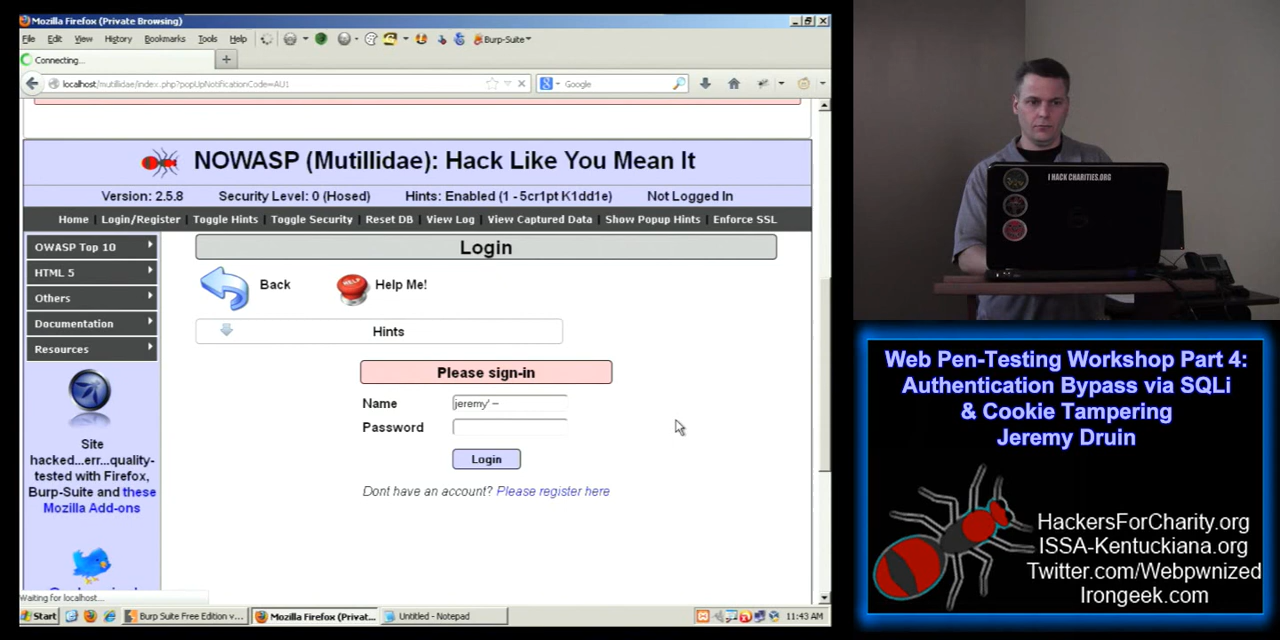 Mozilla Firefox (Private Browsing)
File Edit View History Bookmarks Tools Help Burp-Suite
Connecting...
localhost/mutillidae/index.php?popUpNotificationCode=AU1
Google
NOWASP (Mutillidae): Hack Like You Mean It
Version: 2.5.8 Security Level: 0 (Hosed) Hints: Enabled (1 - 5cr1pt K1dd1e) Not Logged In
Home | Login/Register | Toggle Hints | Toggle Security | Reset DB | View Log | View Captured Data | Show Popup Hints | Enforce SSL
OWASP Top 10
HTML 5
Others
Documentation
Resources
Site
hacked...err...quality-
tested with Firefox,
Burp-Suite and these
Mozilla Add-ons
Login
Back
HELP
Help Me!
Hints
Please sign-in
Name jeremy' --
Password
Login
Dont have an account? Please register here
Waiting for localhost...
Start Burp Suite Free Edition v... Mozilla Firefox (Privat... Untitled - Notepad 11:43 AM
I HACK CHARITIES.ORG
Web Pen-Testing Workshop Part 4:
Authentication Bypass via SQLi
& Cookie Tampering
Jeremy Druin
HackersForCharity.org
ISSA-Kentuckiana.org
Twitter.com/Webpwnized
Irongeek.com